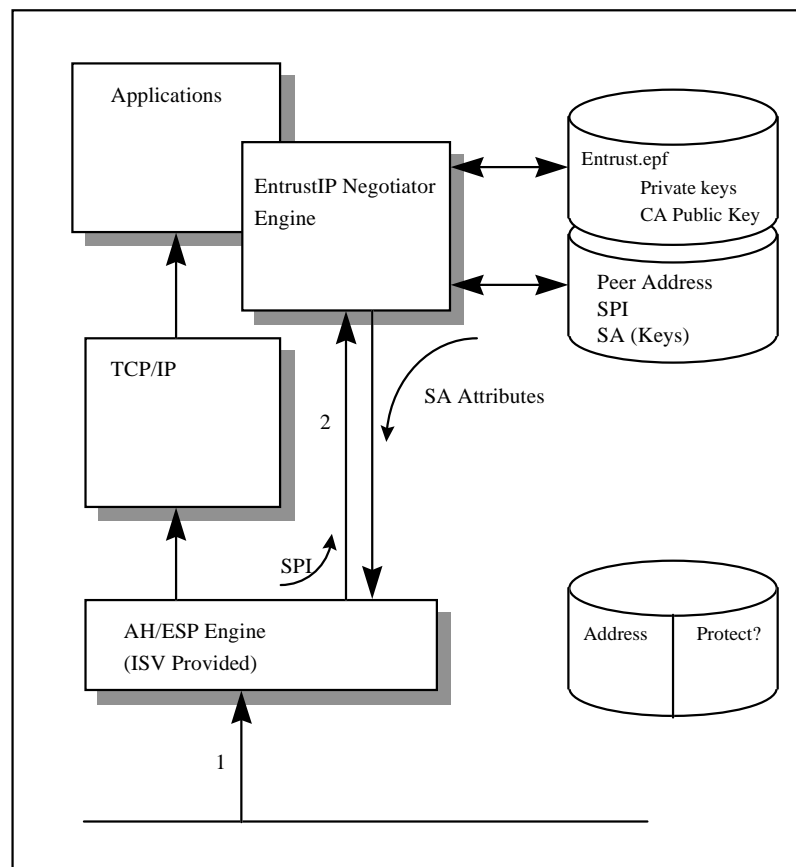 Applications
EntrustIP Negotiator
Engine
Entrust.epf
Private keys
CA Public Key
Peer Address
SPI
SA (Keys)
TCP/IP
SA Attributes
2
SPI
AH/ESP Engine
(ISV Provided)
Address
Protect?
1